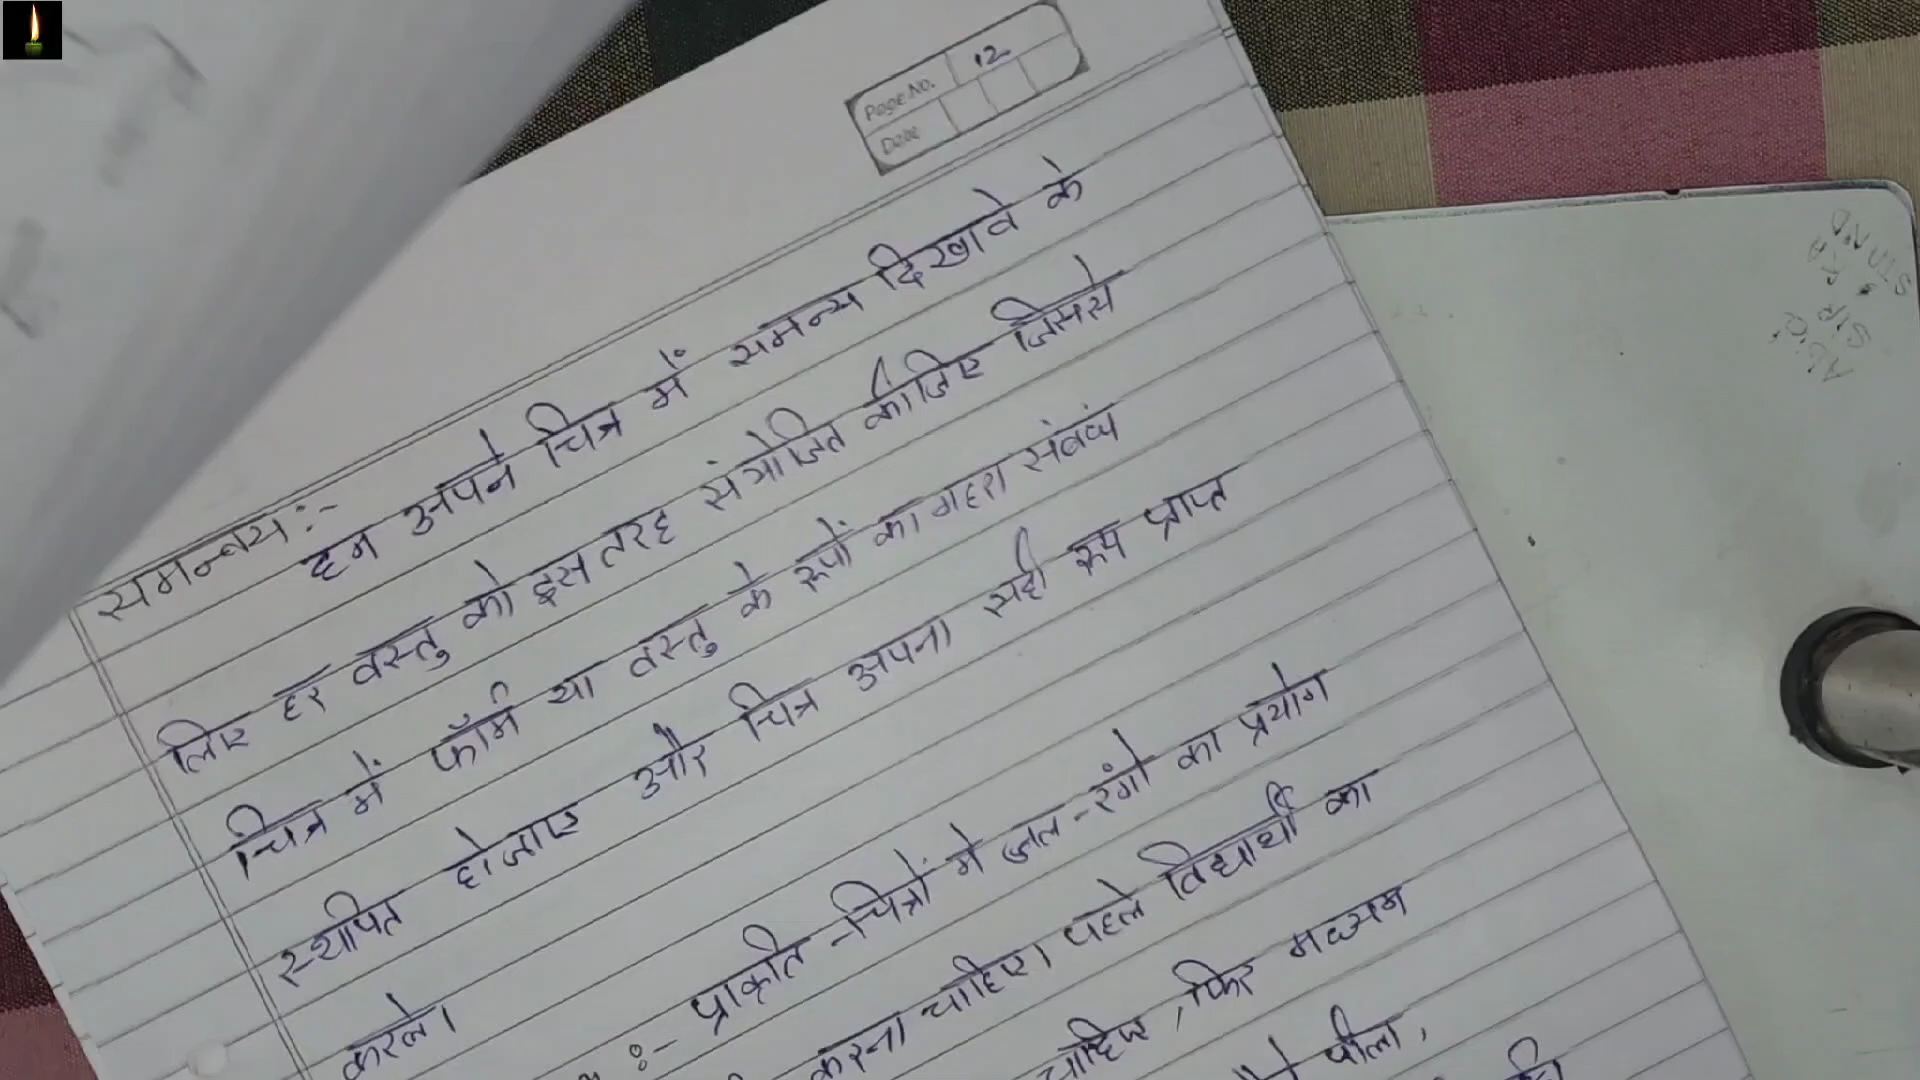 Page No. 12
Date
समन्वय :-
हम अपने चित्र में समन्य दिखावे के
लिए हर वस्तु को इस तरह संयोजित कीजिए जिससे
चित्र में फॉर्म या वस्तु के रूपों का गहरा संबंध
स्थापित होजाए और चित्र अपना सही रूप प्राप्त
करले।
:- प्राकृति-चित्रों मे जल-रंगो का प्रयोग
करना चाहिए। पहले विद्यार्थी का
चाहिए, फिर मध्यम
पीला,